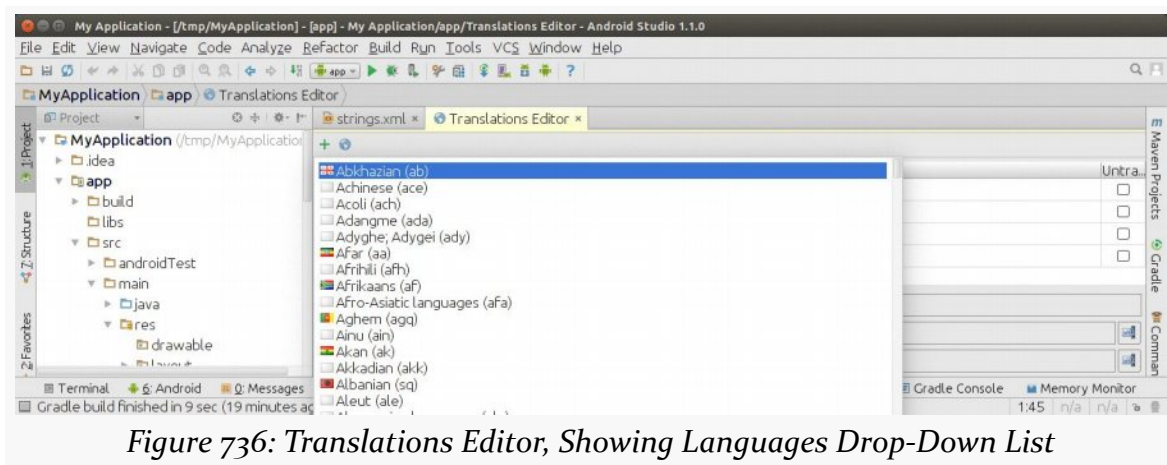 My Application - [/tmp/MyApplication] - [app] - My Application/app/Translations Editor - Android Studio 1.1.0
File Edit View Navigate Code Analyze Refactor Build Run Tools VCS Window Help
app
MyApplication app Translations Editor
Project
strings.xml × Translations Editor ×
1: Project
Z: Structure
2: Favorites
MyApplication (/tmp/MyApplication
.idea
app
build
libs
src
androidTest
main
java
res
drawable
Abkhazian (ab)
Achinese (ace)
Acoli (ach)
Adangme (ada)
Adyghe; Adygei (ady)
Afar (aa)
Afrihili (afh)
Afrikaans (af)
Afro-Asiatic languages (afa)
Aghem (agq)
Ainu (ain)
Akan (ak)
Akkadian (akk)
Albanian (sq)
Aleut (ale)
Untra...
Maven Projects
Gradle
Comman
Terminal 6: Android 0: Messages Gradle Console Memory Monitor
Gradle build finished in 9 sec (19 minutes ag 1:45 n/a n/a
Figure 736: Translations Editor, Showing Languages Drop-Down List